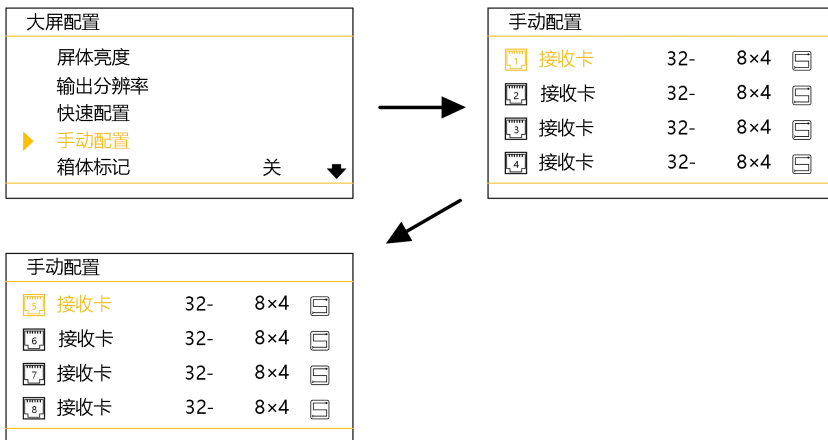 大屏配置
屏体亮度
输出分辨率
快速配置
手动配置
箱体标记 关
手动配置
1 接收卡 32- 8×4
2 接收卡 32- 8×4
3 接收卡 32- 8×4
4 接收卡 32- 8×4
手动配置
5 接收卡 32- 8×4
6 接收卡 32- 8×4
7 接收卡 32- 8×4
8 接收卡 32- 8×4